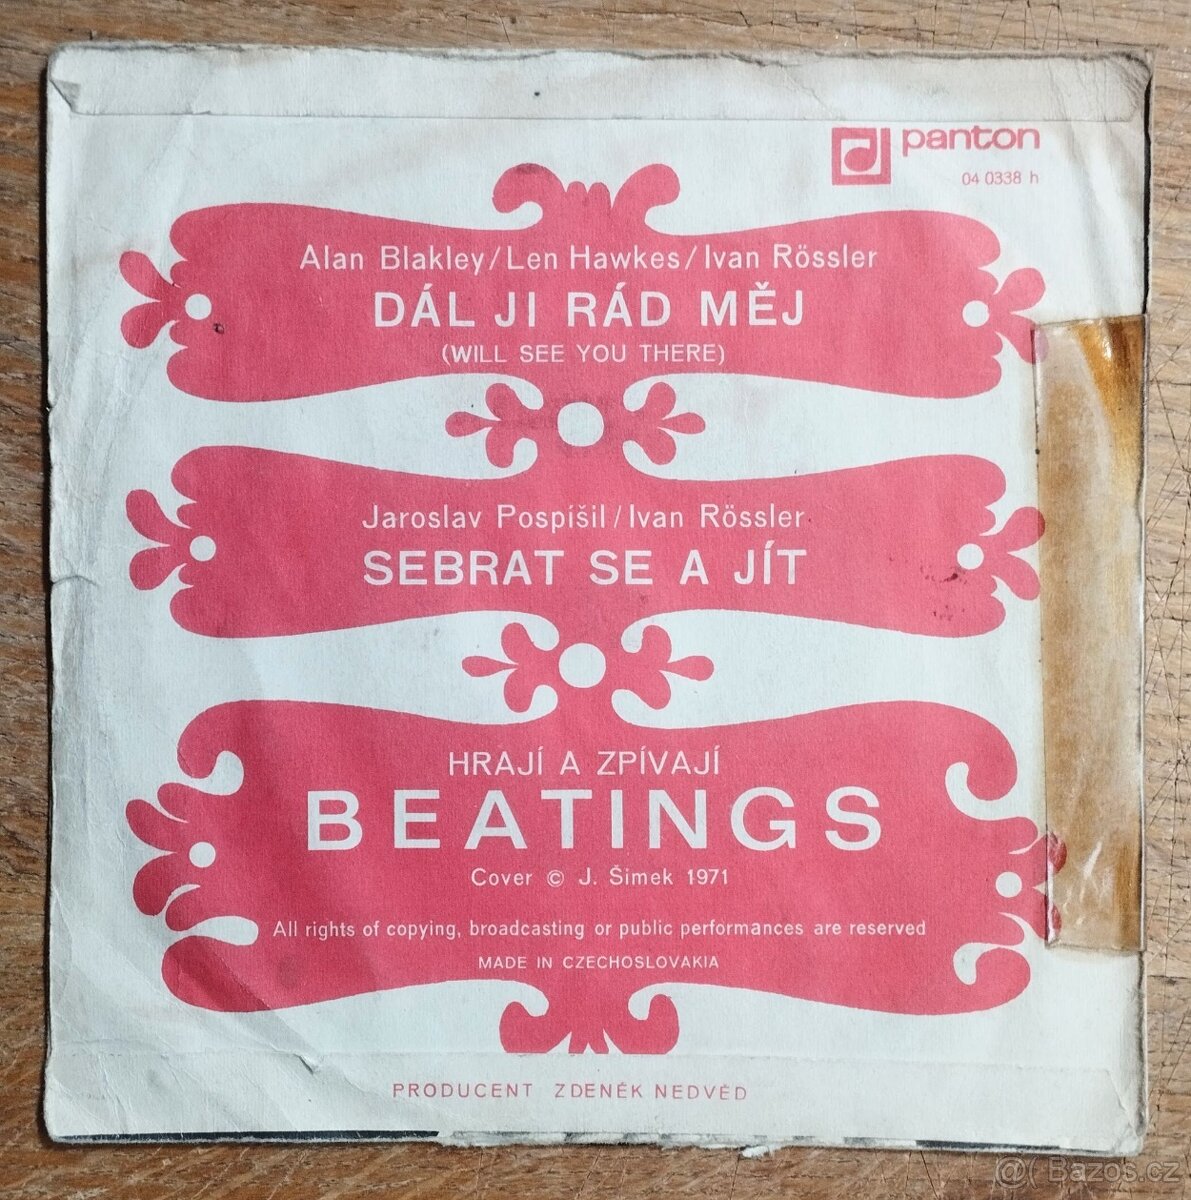 panton
04 0338 h
Alan Blakley/Len Hawkes/Ivan Rössler
DÁL JI RÁD MĚJ
(WILL SEE YOU THERE)
Jaroslav Pospíšil/Ivan Rössler
SEBRAT SE A JÍT
HRAJÍ A ZPÍVAJÍ
BEATINGS
Cover © J. Šimek 1971
All rights of copying, broadcasting or public performances are reserved
MADE IN CZECHOSLOVAKIA
PRODUCENT ZDENĚK NEDVĚD
Bazos.cz